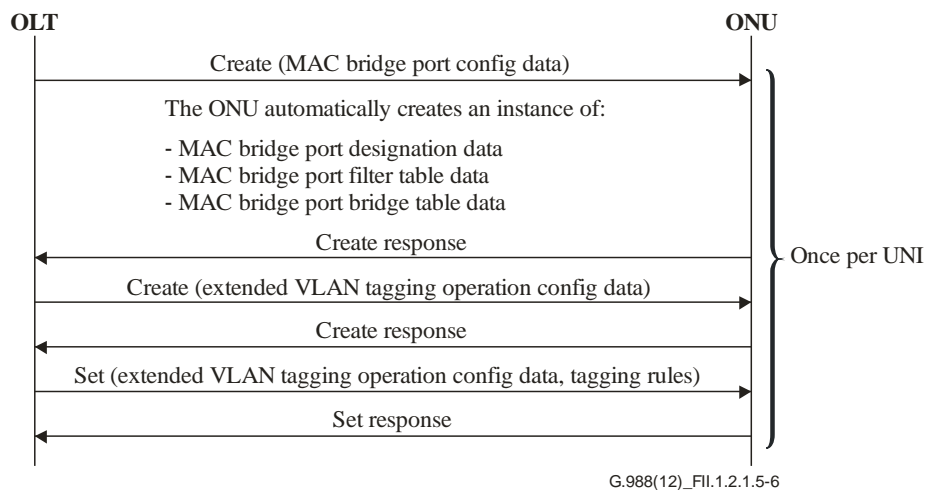 OLT
ONU
Create (MAC bridge port config data)
The ONU automatically creates an instance of:
- MAC bridge port designation data
- MAC bridge port filter table data
- MAC bridge port bridge table data
Create response
Once per UNI
Create (extended VLAN tagging operation config data)
Create response
Set (extended VLAN tagging operation config data, tagging rules)
Set response
G.988(12)_FII.1.2.1.5-6